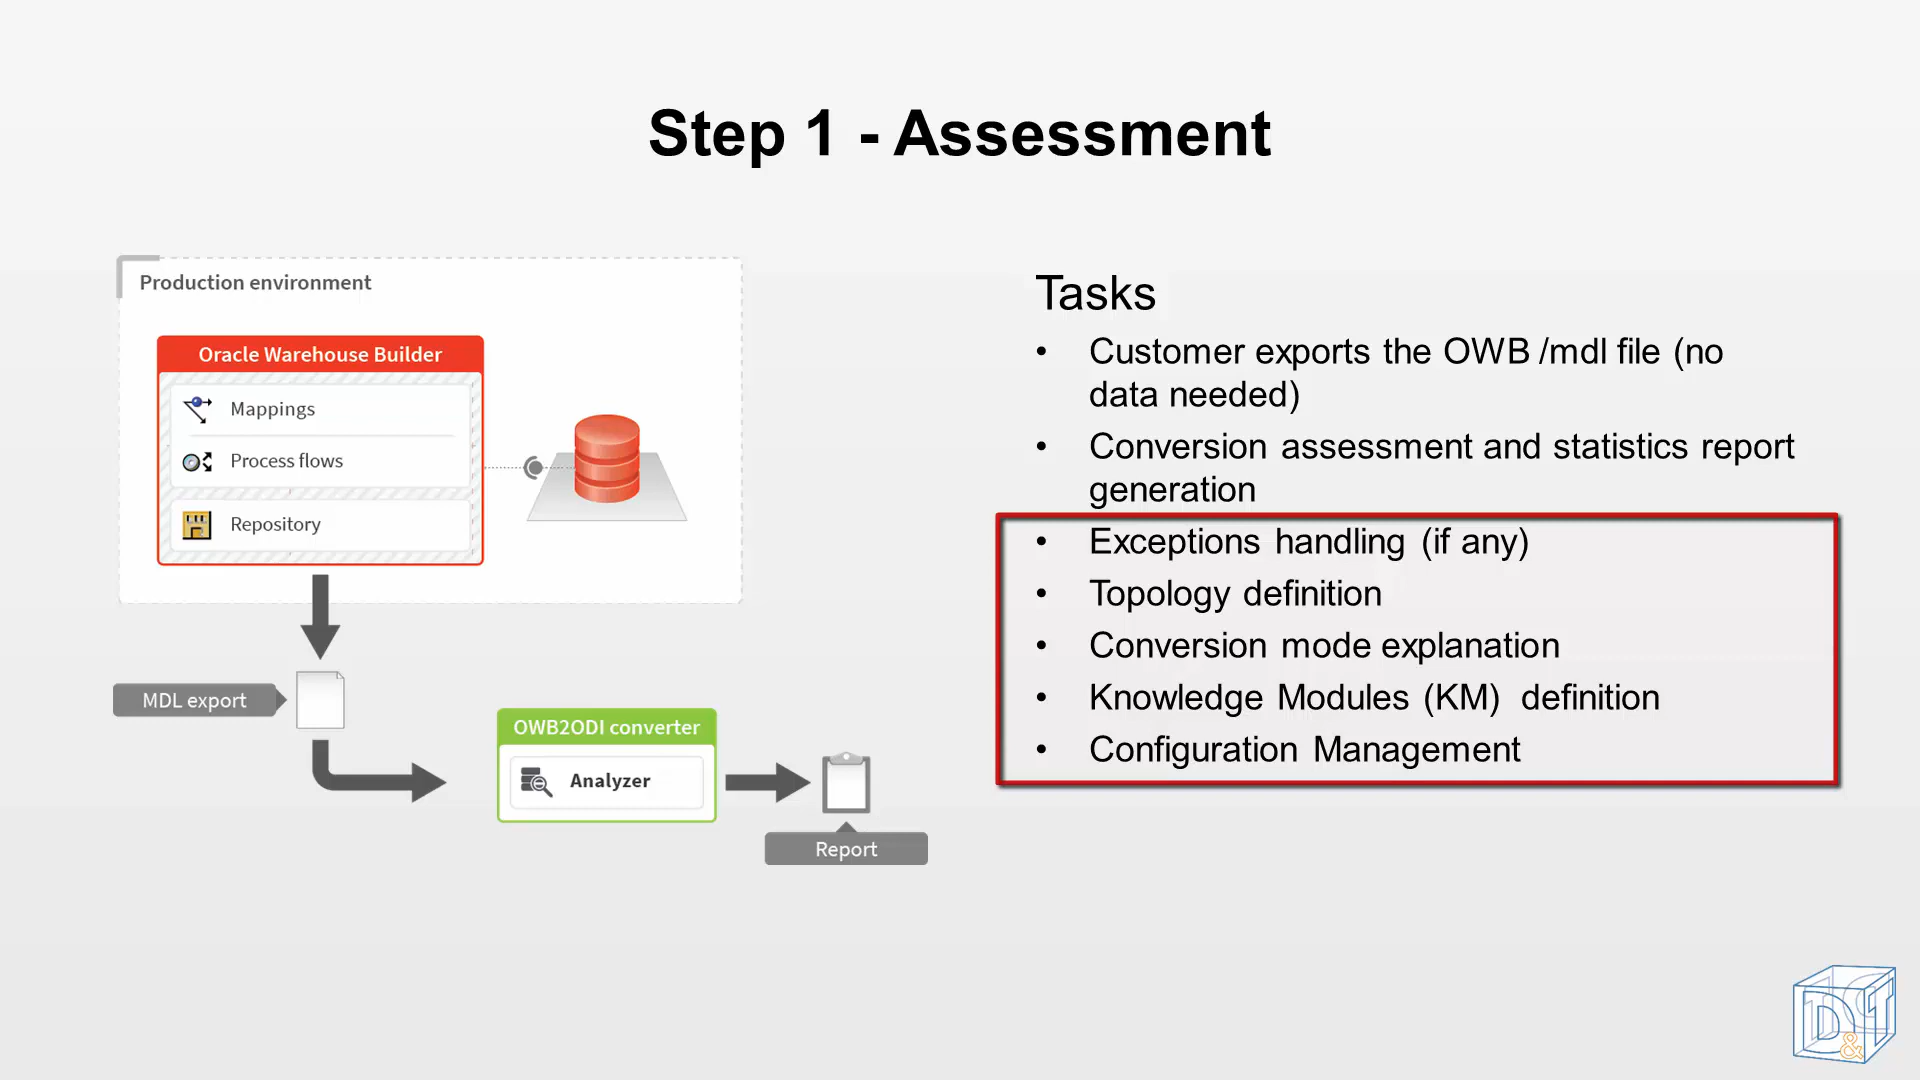 Step 1 - Assessment
Production environment
Oracle Warehouse Builder
Mappings
Process flows
Repository
MDL export
OWB2ODI converter
Analyzer
Report
Tasks
• Customer exports the OWB /mdl file (no
data needed)
• Conversion assessment and statistics report
generation
• Exceptions handling (if any)
• Topology definition
• Conversion mode explanation
• Knowledge Modules (KM) definition
• Configuration Management
D&T